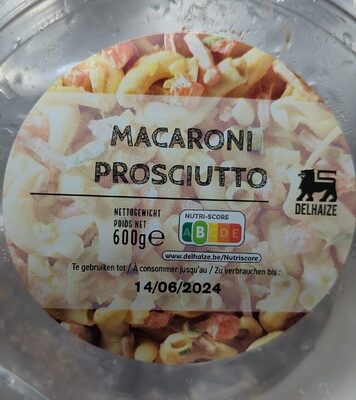 MACARONI
PROSCIUTTO
DELHAIZE
NETTOGEWICHT
POIDS NET
600g e
NUTRI-SCORE
A B C D E
www.delhaize.be/Nutriscore
Te gebruiken tot / À consommer jusqu'au / Zu verbrauchen bis :
14/06/2024